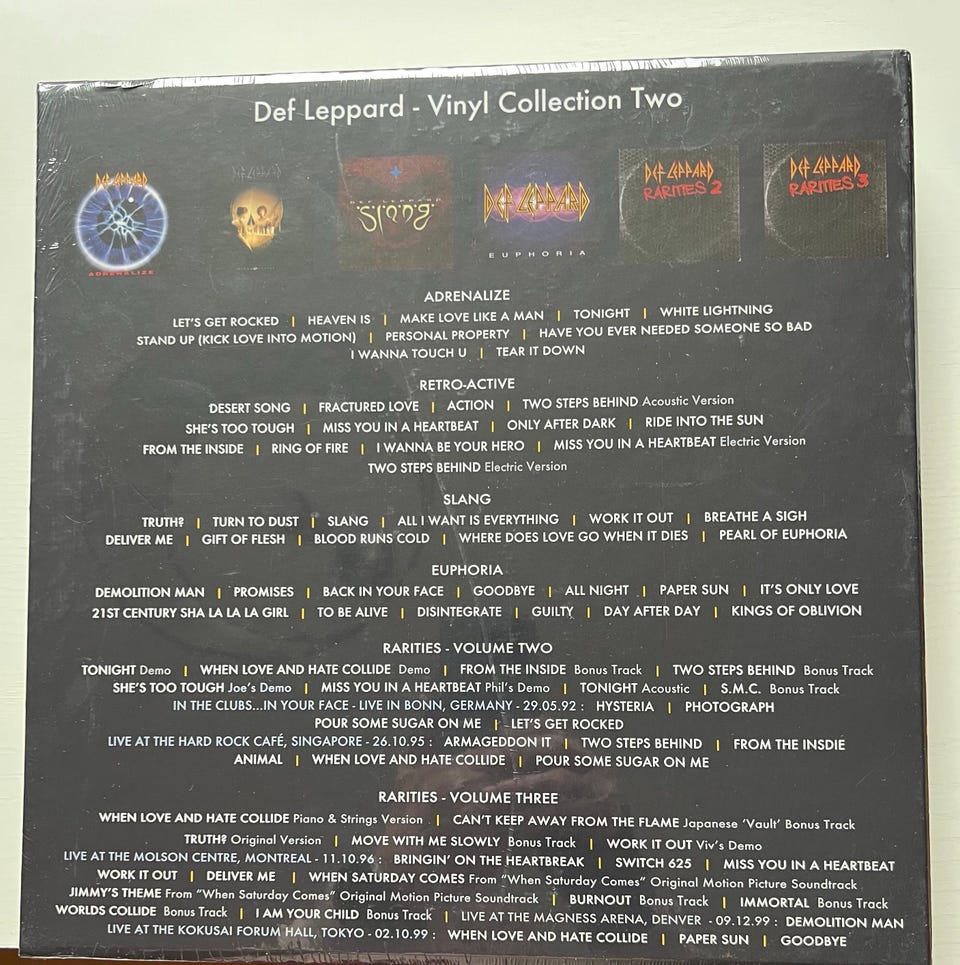 Def Leppard - Vinyl Collection Two
DEF LEPPARD
ADRENALIZE
DEF LEPPARD
DEF LEPPARD
Slang
DEF LEPPARD
EUPHORIA
DEF LEPPARD
RARITIES 2
DEF LEPPARD
RARITIES 3
ADRENALIZE
LET'S GET ROCKED | HEAVEN IS | MAKE LOVE LIKE A MAN | TONIGHT | WHITE LIGHTNING
STAND UP (KICK LOVE INTO MOTION) | PERSONAL PROPERTY | HAVE YOU EVER NEEDED SOMEONE SO BAD
I WANNA TOUCH U | TEAR IT DOWN
RETRO-ACTIVE
DESERT SONG | FRACTURED LOVE | ACTION | TWO STEPS BEHIND Acoustic Version
SHE'S TOO TOUGH | MISS YOU IN A HEARTBEAT | ONLY AFTER DARK | RIDE INTO THE SUN
FROM THE INSIDE | RING OF FIRE | I WANNA BE YOUR HERO | MISS YOU IN A HEARTBEAT Electric Version
TWO STEPS BEHIND Electric Version
SLANG
TRUTH? | TURN TO DUST | SLANG | ALL I WANT IS EVERYTHING | WORK IT OUT | BREATHE A SIGH
DELIVER ME | GIFT OF FLESH | BLOOD RUNS COLD | WHERE DOES LOVE GO WHEN IT DIES | PEARL OF EUPHORIA
EUPHORIA
DEMOLITION MAN | PROMISES | BACK IN YOUR FACE | GOODBYE | ALL NIGHT | PAPER SUN | IT'S ONLY LOVE
21ST CENTURY SHA LA LA LA GIRL | TO BE ALIVE | DISINTEGRATE | GUILTY | DAY AFTER DAY | KINGS OF OBLIVION
RARITIES - VOLUME TWO
TONIGHT Demo | WHEN LOVE AND HATE COLLIDE Demo | FROM THE INSIDE Bonus Track | TWO STEPS BEHIND Bonus Track
SHE'S TOO TOUGH Joe's Demo | MISS YOU IN A HEARTBEAT Phil's Demo | TONIGHT Acoustic | S.M.C. Bonus Track
IN THE CLUBS...IN YOUR FACE - LIVE IN BONN, GERMANY - 29.05.92 : HYSTERIA | PHOTOGRAPH
POUR SOME SUGAR ON ME | LET'S GET ROCKED
LIVE AT THE HARD ROCK CAFÉ, SINGAPORE - 26.10.95 : ARMAGEDDON IT | TWO STEPS BEHIND | FROM THE INSDIE
ANIMAL | WHEN LOVE AND HATE COLLIDE | POUR SOME SUGAR ON ME
RARITIES - VOLUME THREE
WHEN LOVE AND HATE COLLIDE Piano & Strings Version | CAN'T KEEP AWAY FROM THE FLAME Japanese 'Vault' Bonus Track
TRUTH? Original Version | MOVE WITH ME SLOWLY Bonus Track | WORK IT OUT Viv's Demo
LIVE AT THE MOLSON CENTRE, MONTREAL - 11.10.96 : BRINGIN' ON THE HEARTBREAK | SWITCH 625 | MISS YOU IN A HEARTBEAT
WORK IT OUT | DELIVER ME | WHEN SATURDAY COMES From "When Saturday Comes" Original Motion Picture Soundtrack
JIMMY'S THEME From "When Saturday Comes" Original Motion Picture Soundtrack | BURNOUT Bonus Track | IMMORTAL Bonus Track
WORLDS COLLIDE Bonus Track | I AM YOUR CHILD Bonus Track | LIVE AT THE MAGNESS ARENA, DENVER - 09.12.99 : DEMOLITION MAN
LIVE AT THE KOKUSAI FORUM HALL, TOKYO - 02.10.99 : WHEN LOVE AND HATE COLLIDE | PAPER SUN | GOODBYE